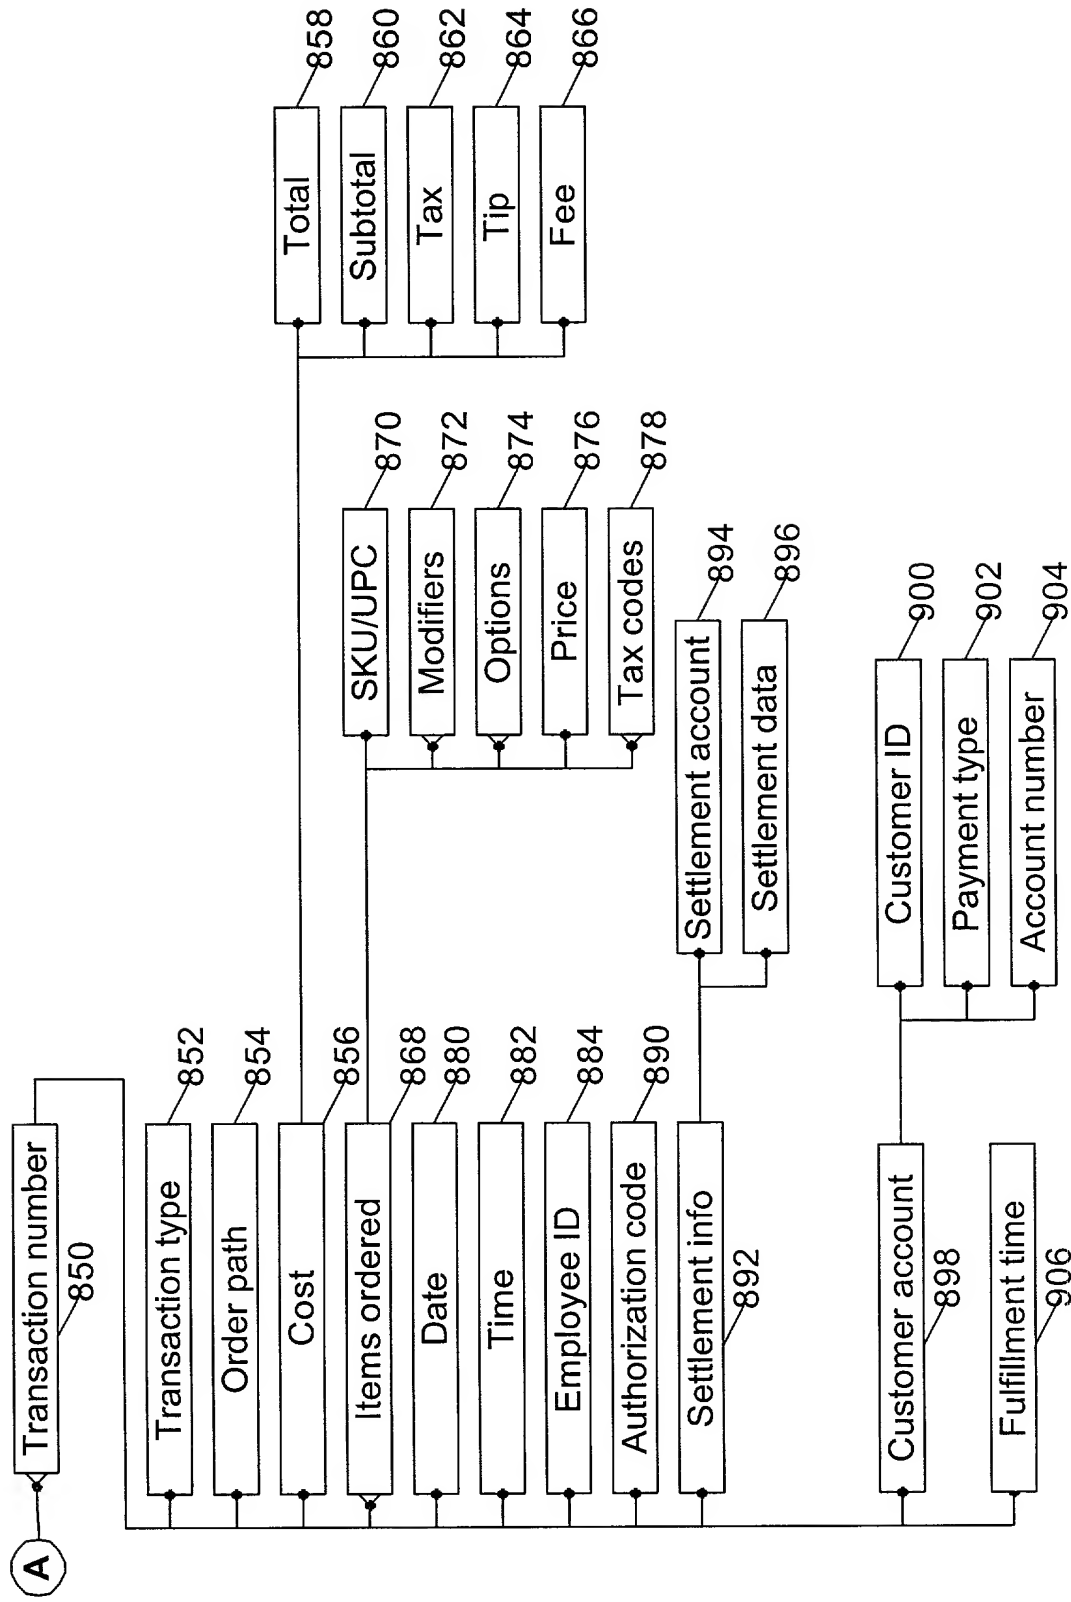 A
Transaction number
850
Transaction type
852
Order path
854
Cost
856
Total
858
Subtotal
860
Tax
862
Tip
864
Fee
866
Items ordered
868
SKU/UPC
870
Modifiers
872
Options
874
Price
876
Tax codes
878
Date
880
Time
882
Employee ID
884
Authorization code
890
Settlement info
892
Settlement account
894
Settlement data
896
Customer account
898
Customer ID
900
Payment type
902
Account number
904
Fulfillment time
906